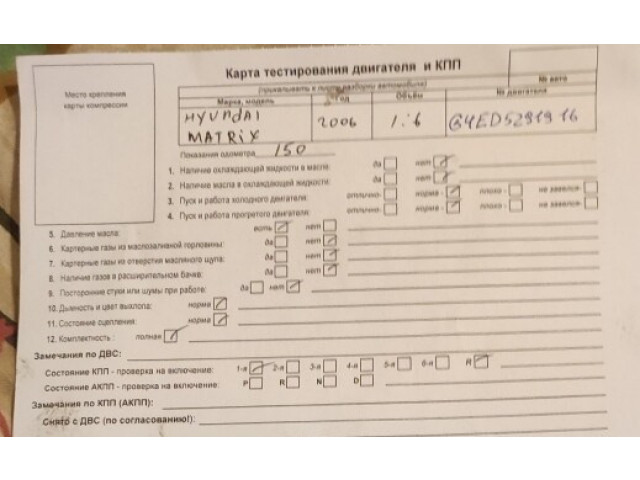 Карта тестирования двигателя и КПП
Место крепления
карты компрессии
(прикалывать к листу разборки автомобиля)
№ авто
Марка, модель Год Объём № двигателя
HYUNDAI
MATRIX 2006 1.6 G4ED5291916
Показания одометра 150
1. Наличие охлаждающей жидкости в масле: да нет
2. Наличие масла в охлаждающей жидкости: да нет
3. Пуск и работа холодного двигателя: отлично- норма - плохо - не завелся-
4. Пуск и работа прогретого двигателя: отлично- норма - плохо - не завелся-
5. Давление масла: есть нет
6. Картерные газы из маслозаливной горловины: да нет
7. Картерные газы из отверстия масляного щупа: да нет
8. Наличие газов в расширительном бачке: да нет
9. Посторонние стуки или шумы при работе: да нет
10. Дымность и цвет выхлопа: норма
11. Состояние сцепления: норма
12. Комплектность : полная
Замечания по ДВС:
Состояние КПП - проверка на включение: 1-я 2-я 3-я 4-я 5-я 6-я R
Состояние АКПП - проверка на включение: P R N D
Замечания по КПП (АКПП):
Снято с ДВС (по согласованию!):